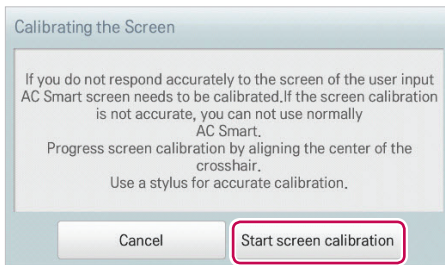 Calibrating the Screen
If you do not respond accurately to the screen of the user input
AC Smart screen needs to be calibrated.If the screen calibration
is not accurate, you can not use normally
AC Smart.
Progress screen calibration by aligning the center of the
crosshair.
Use a stylus for accurate calibration.
Cancel
Start screen calibration